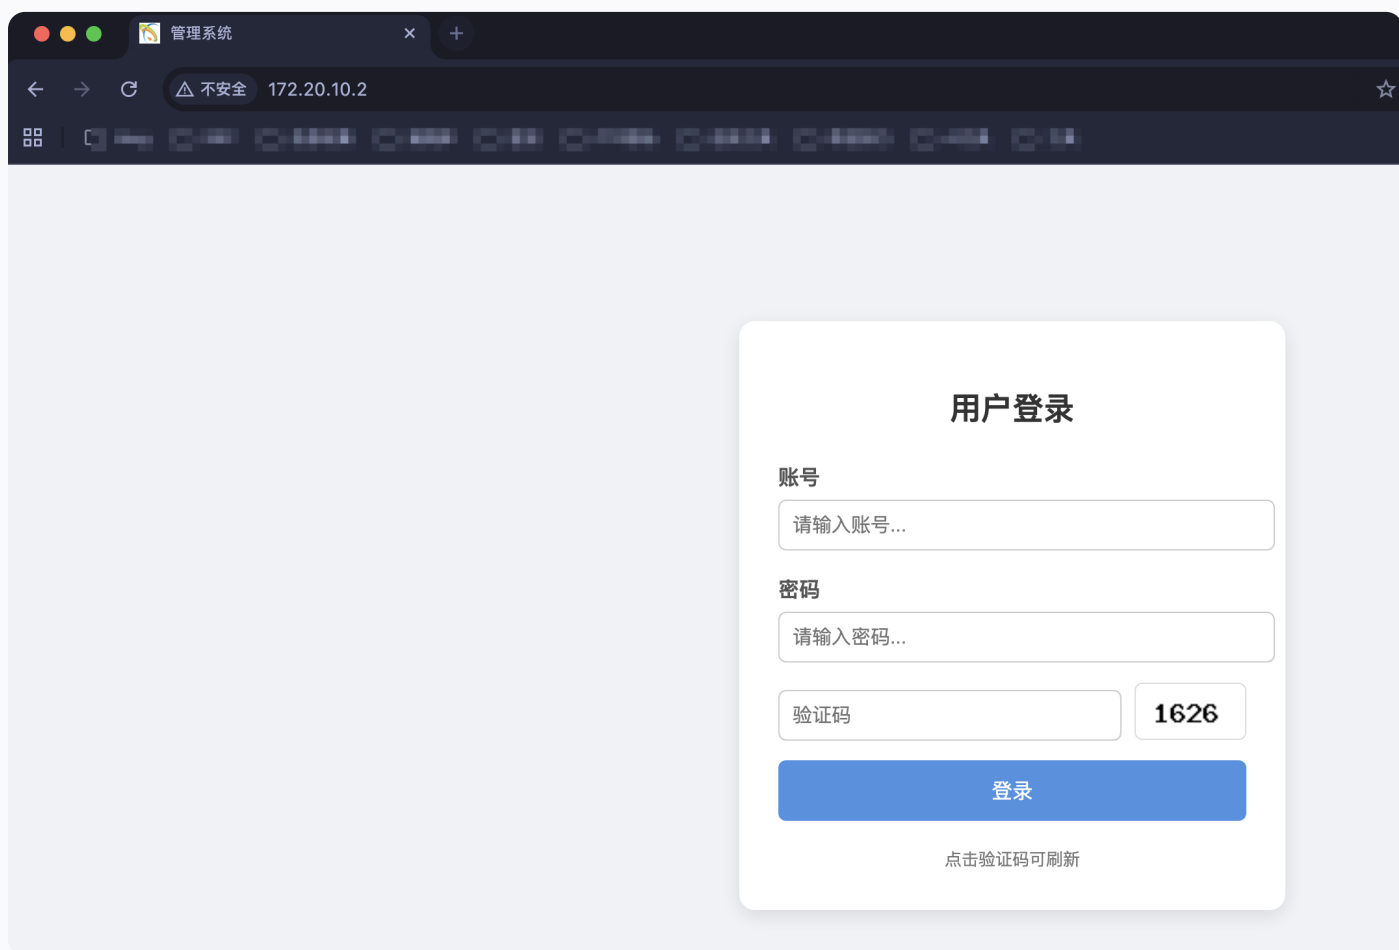 管理系统
不安全 172.20.10.2
用户登录
账号
请输入账号...
密码
请输入密码...
验证码
1626
登录
点击验证码可刷新